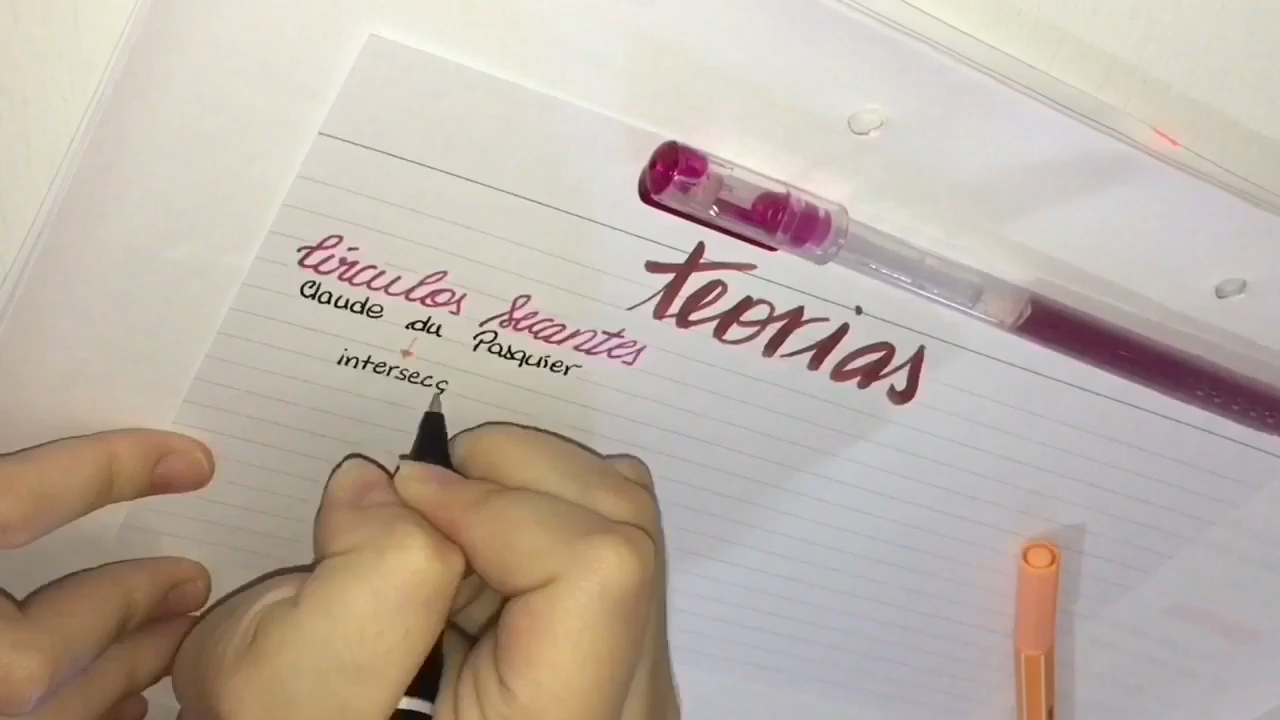 teorias
Círculos Secantes
Claude du Pasquier
intersecç